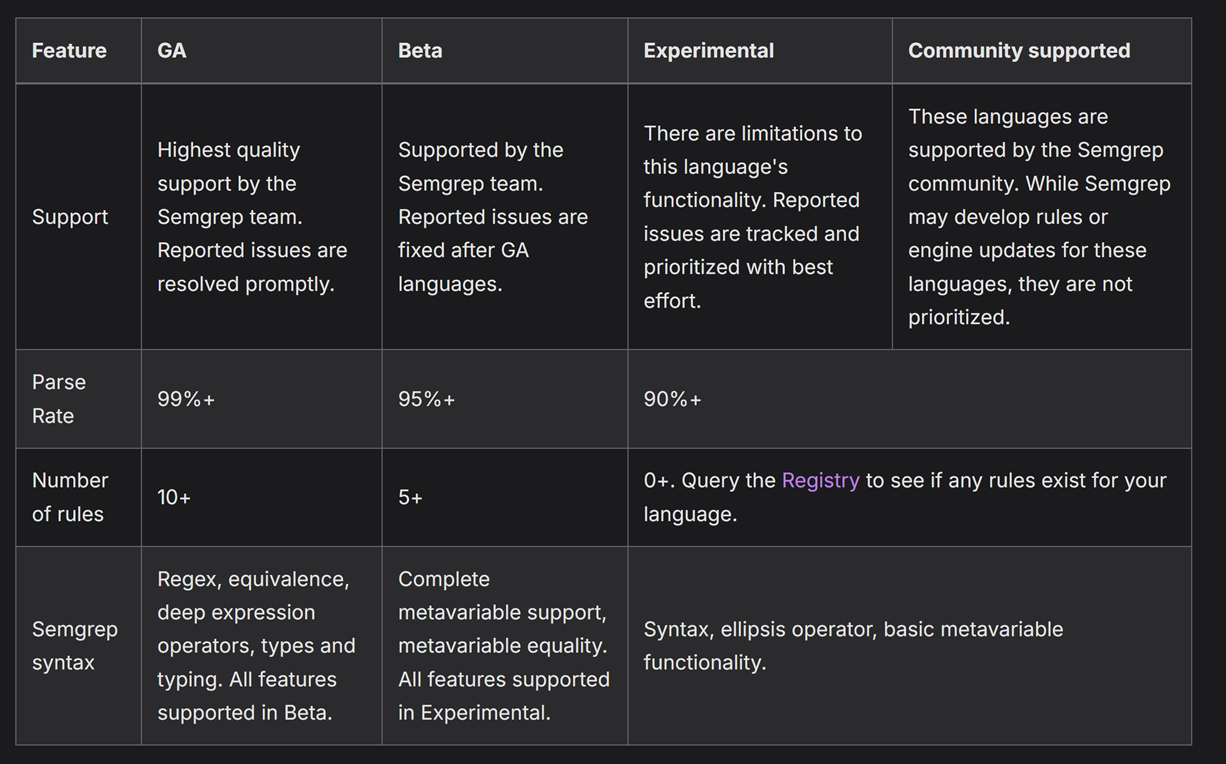 Feature
GA
Beta
Experimental
Community supported
Support
Highest quality
support by the
Semgrep team.
Reported issues are
resolved promptly.
Supported by the
Semgrep team.
Reported issues are
fixed after GA
languages.
There are limitations to
this language's
functionality. Reported
issues are tracked and
prioritized with best
effort.
These languages are
supported by the Semgrep
community. While Semgrep
may develop rules or
engine updates for these
languages, they are not
prioritized.
Parse
Rate
99%+
95%+
90%+
Number
of rules
10+
5+
0+. Query the Registry to see if any rules exist for your
language.
Semgrep
syntax
Regex, equivalence,
deep expression
operators, types and
typing. All features
supported in Beta.
Complete
metavariable support,
metavariable equality.
All features supported
in Experimental.
Syntax, ellipsis operator, basic metavariable
functionality.